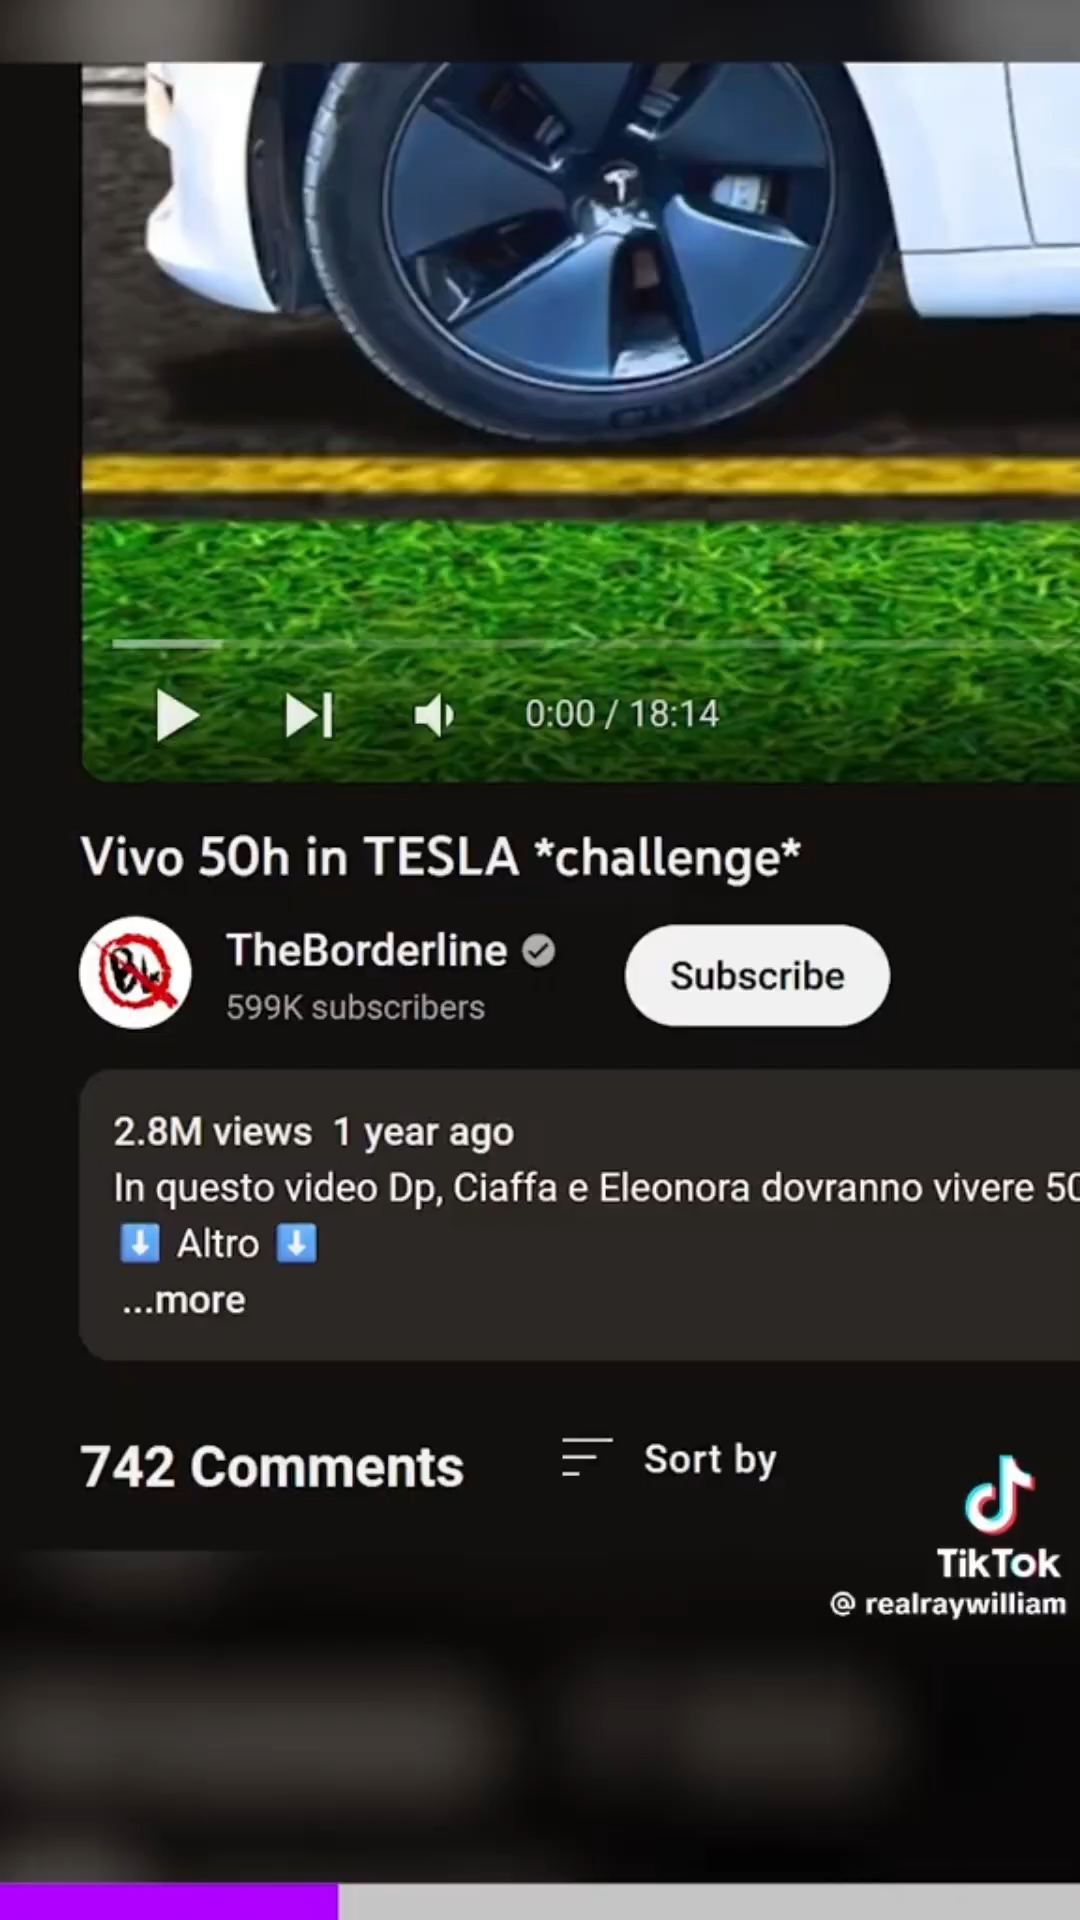 0:00 / 18:14
Vivo 50h in TESLA *challenge*
TheBorderline
599K subscribers
Subscribe
2.8M views 1 year ago
In questo video Dp, Ciaffa e Eleonora dovranno vivere 50
⬇️ Altro ⬇️
...more
742 Comments
Sort by
TikTok
@ realraywilliam